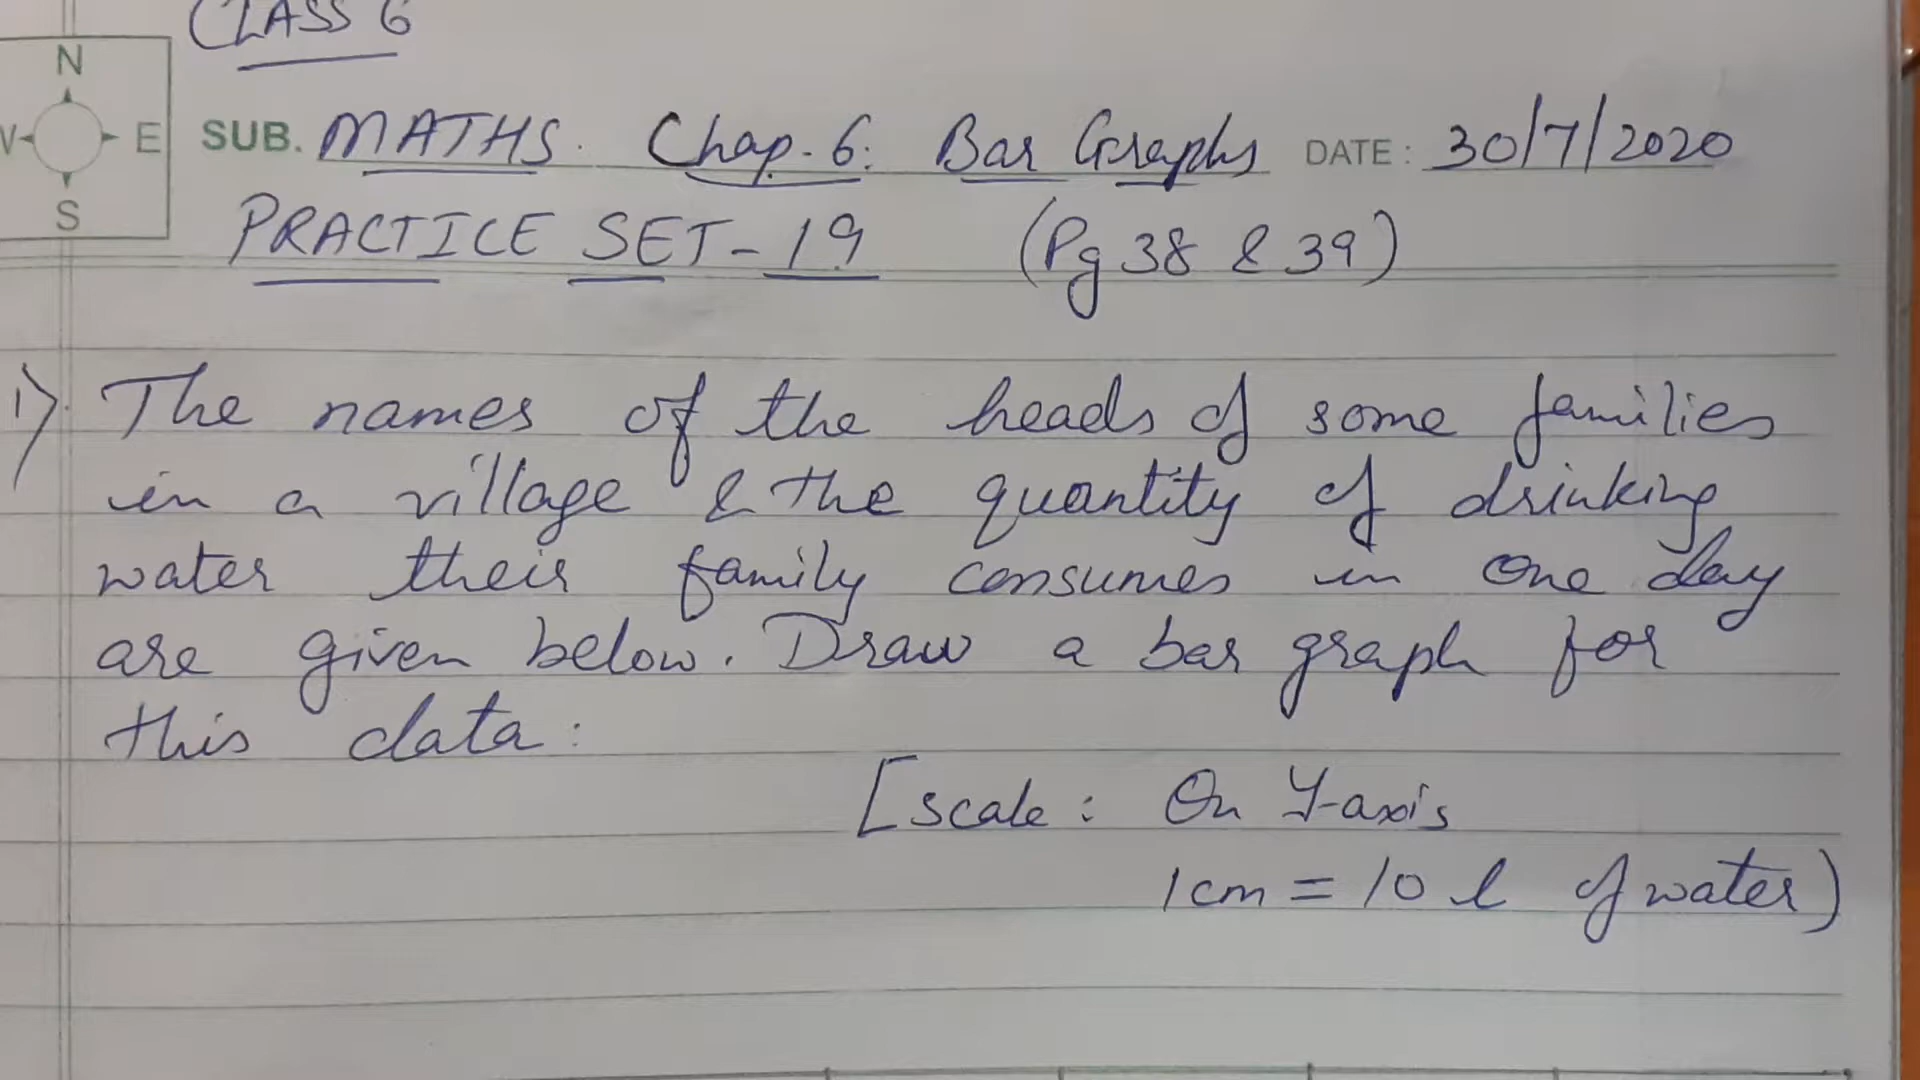 CLASS 6
N
W E
S
SUB. MATHS. Chap. 6: Bar Graphs DATE: 30/7/2020
PRACTICE SET-19 (Pg 38 & 39)
1) The names of the heads of some families
in a village & the quantity of drinking
water their family consumes in one day
are given below. Draw a bar graph for
this data:
[scale: On Y-axis
1cm = 10 l of water)